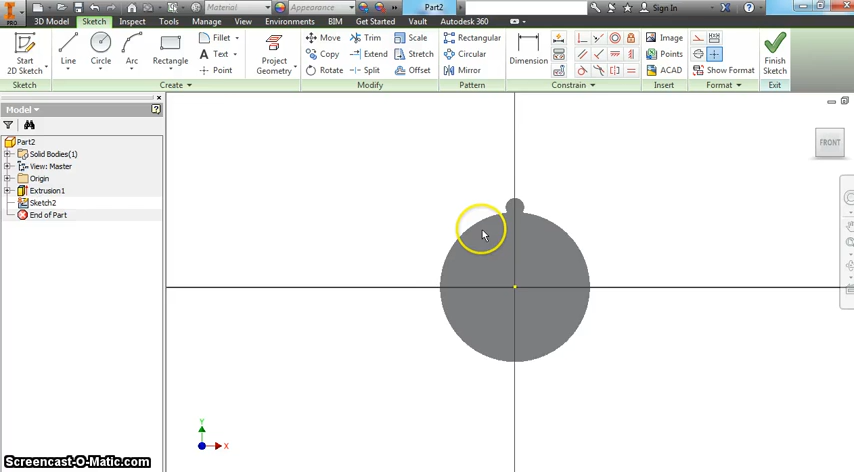 Material Appearance Part2 Sign In
PRO 3D Model Sketch Inspect Tools Manage View Environments BIM Get Started Vault Autodesk 360
Start 2D Sketch Line Circle Arc Rectangle Fillet Text Point Project Geometry Move Copy Rotate Trim Extend Split Scale Stretch Offset Rectangular Circular Mirror Dimension Image Points ACAD Show Format Finish Sketch
Sketch Create Modify Pattern Constrain Insert Format Exit
Model
Part2
Solid Bodies(1)
View: Master
Origin
Extrusion1
Sketch2
End of Part
FRONT
Y
X
Screencast-O-Matic.com